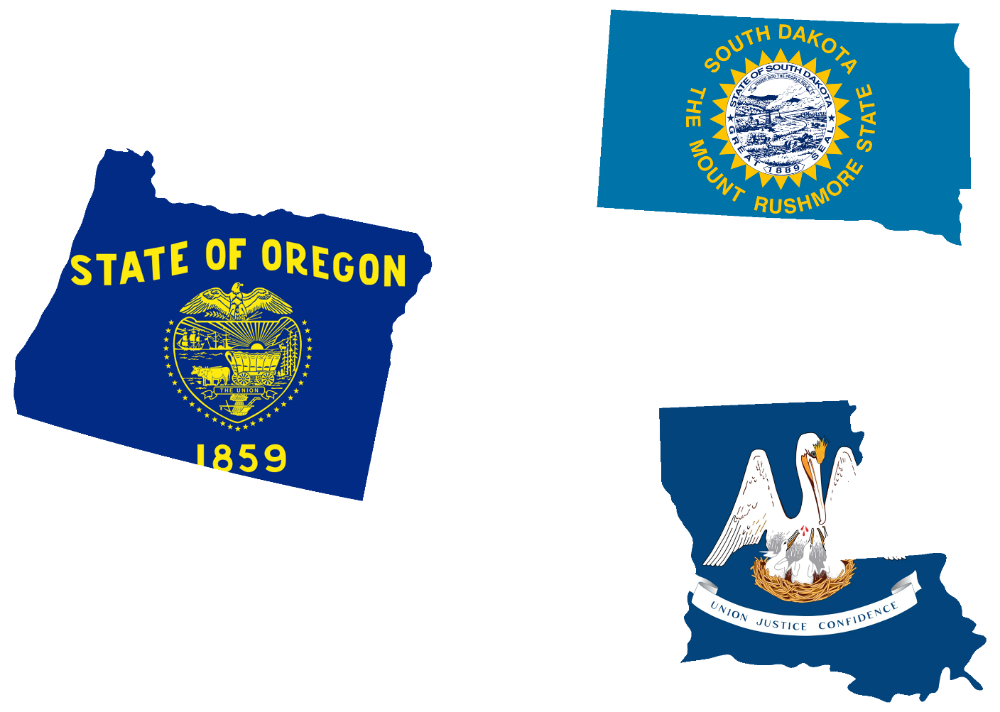 SOUTH DAKOTA
STATE OF SOUTH DAKOTA
UNDER GOD THE PEOPLE RULE
GREAT SEAL
1889
THE MOUNT RUSHMORE STATE
STATE OF OREGON
THE UNION
1859
UNION JUSTICE CONFIDENCE